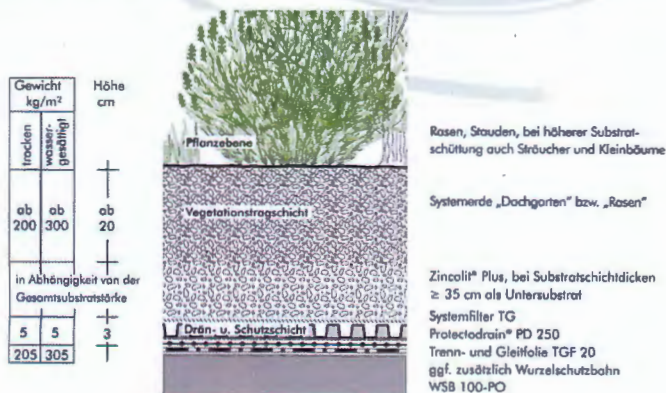 Gewicht
kg/m²
Höhe
cm
trocken
wasser-
gesättigt
Pflanzebene
Rasen, Stauden, bei höherer Substrat-
schüttung auch Sträucher und Kleinbäume
ab
200
ab
300
ab
20
Vegetationstragschicht
Systemerde „Dachgarten" bzw. „Rasen"
in Abhängigkeit von der
Gesamtsubstratstärke
Zincolit® Plus, bei Substratschichtdicken
≥ 35 cm als Untersubstrat
Systemfilter TG
5 5 3
Drän- u. Schutzschicht
Protectodrain® PD 250
205 305
Trenn- und Gleitfolie TGF 20
ggf. zusätzlich Wurzelschutzbahn
WSB 100-PO